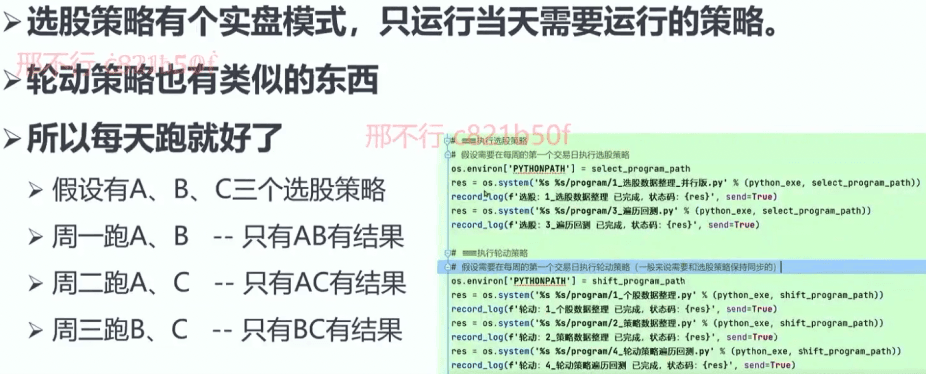 选股策略有个实盘模式，只运行当天需要运行的策略。
邢不行 c821b50f
轮动策略也有类似的东西
所以每天跑就好了
邢不行 c821b50f
假设有A、B、C三个选股策略
周一跑A、B -- 只有AB有结果
周二跑A、C -- 只有AC有结果
周三跑B、C -- 只有BC有结果
# ===执行选股策略
# 假设需要在每周的第一个交易日执行选股策略
os.environ['PYTHONPATH'] = select_program_path
res = os.system('%s %s/program/1_选股数据整理_并行版.py' % (python_exe, select_program_path))
record_log(f'选股：1_选股数据整理 已完成，状态码：{res}', send=True)
res = os.system('%s %s/program/3_遍历回测.py' % (python_exe, select_program_path))
record_log(f'选股：3_遍历回测 已完成，状态码：{res}', send=True)
# ===执行轮动策略
# 假设需要在每周的第一个交易日执行轮动策略（一般来说需要和选股策略保持同步的）
os.environ['PYTHONPATH'] = shift_program_path
res = os.system('%s %s/program/1_个股数据整理.py' % (python_exe, shift_program_path))
record_log(f'轮动：1_个股数据整理 已完成，状态码：{res}', send=True)
res = os.system('%s %s/program/2_策略数据整理.py' % (python_exe, shift_program_path))
record_log(f'轮动：2_策略数据整理 已完成，状态码：{res}', send=True)
res = os.system('%s %s/program/4_轮动策略遍历回测.py' % (python_exe, shift_program_path))
record_log(f'轮动：4_轮动策略遍历回测 已完成，状态码：{res}', send=True)